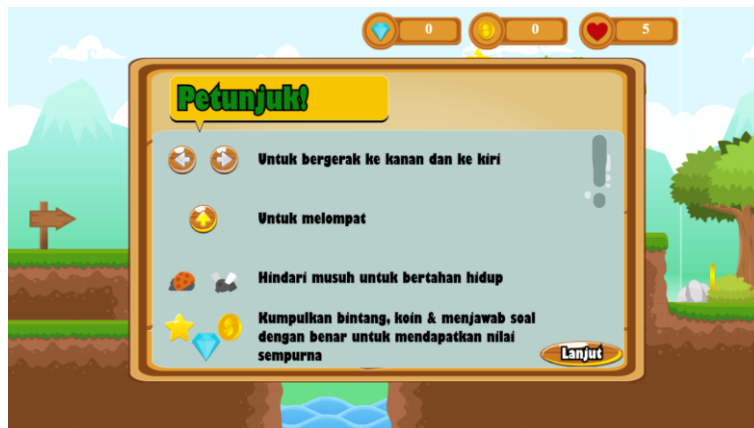 0 0 5
Petunjuk!
Untuk bergerak ke kanan dan ke kiri
Untuk melompat
Hindari musuh untuk bertahan hidup
Kumpulkan bintang, koin & menjawab soal
dengan benar untuk mendapatkan nilai
sempurna
Lanjut